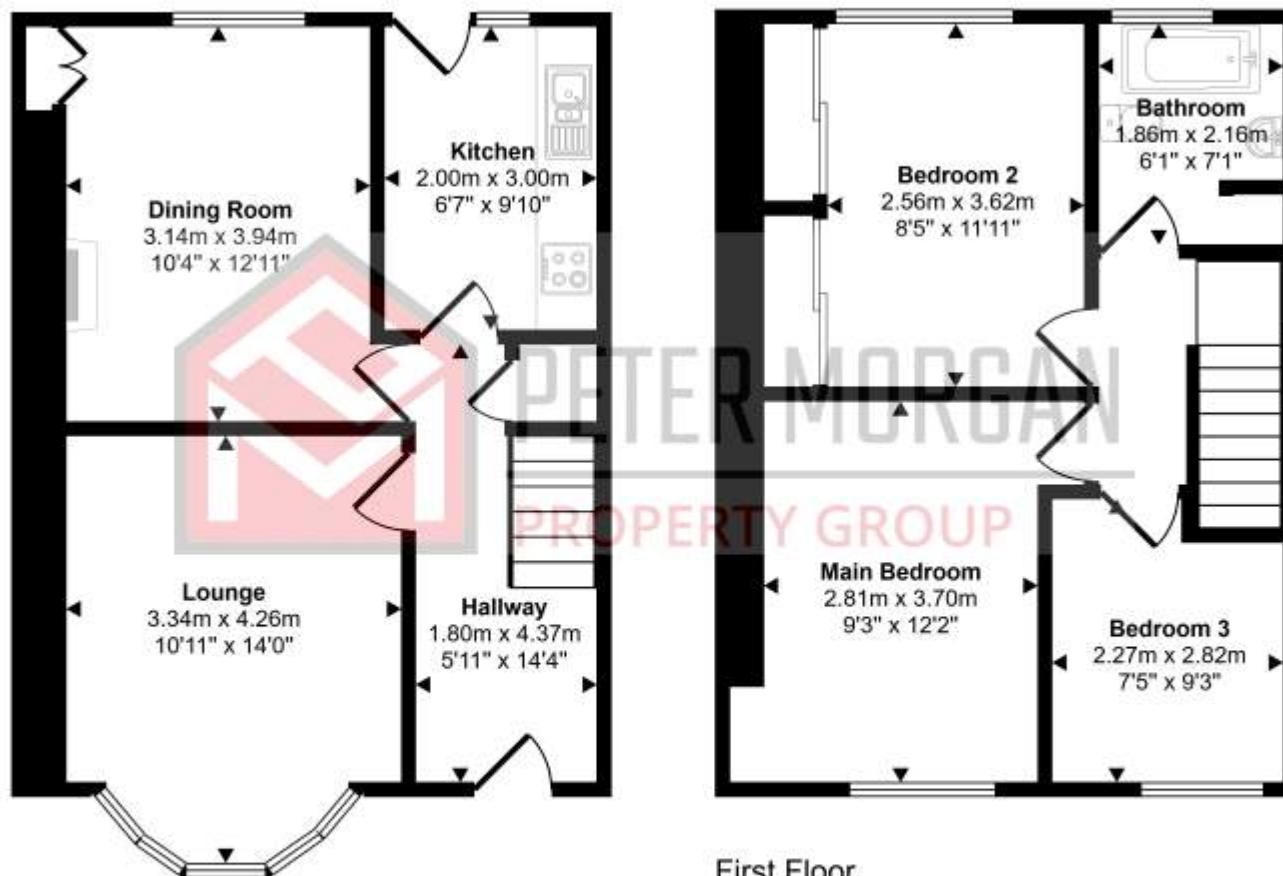 Dining Room
3.14m x 3.94m
10'4" x 12'11"
Kitchen
2.00m x 3.00m
6'7" x 9'10"
Lounge
3.34m x 4.26m
10'11" x 14'0"
Hallway
1.80m x 4.37m
5'11" x 14'4"
Bedroom 2
2.56m x 3.62m
8'5" x 11'11"
Bathroom
1.86m x 2.16m
6'1" x 7'1"
Main Bedroom
2.81m x 3.70m
9'3" x 12'2"
Bedroom 3
2.27m x 2.82m
7'5" x 9'3"
PETER MORGAN
PROPERTY GROUP
First Floor